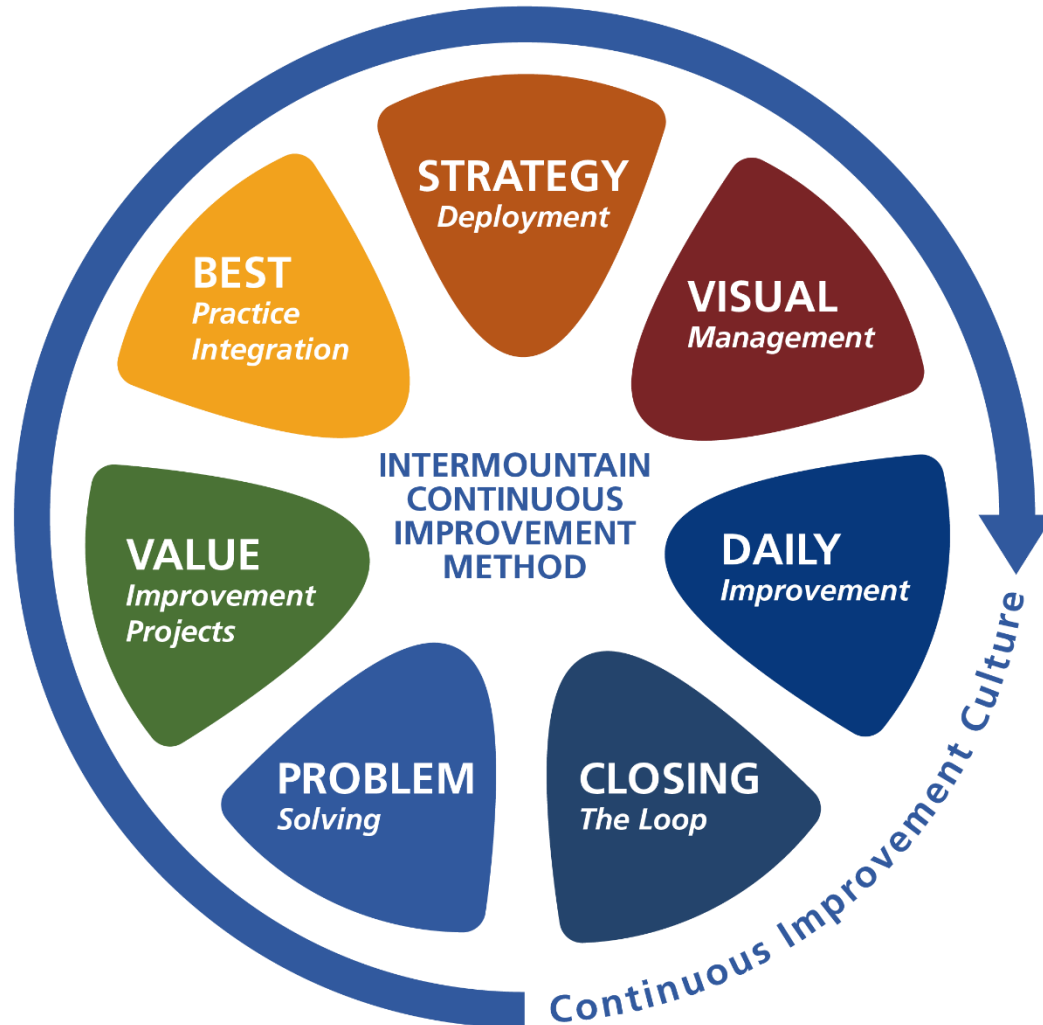 STRATEGY
Deployment
VISUAL
Management
DAILY
Improvement
CLOSING
The Loop
PROBLEM
Solving
VALUE
Improvement
Projects
BEST
Practice
Integration
INTERMOUNTAIN
CONTINUOUS
IMPROVEMENT
METHOD
Continuous Improvement Culture